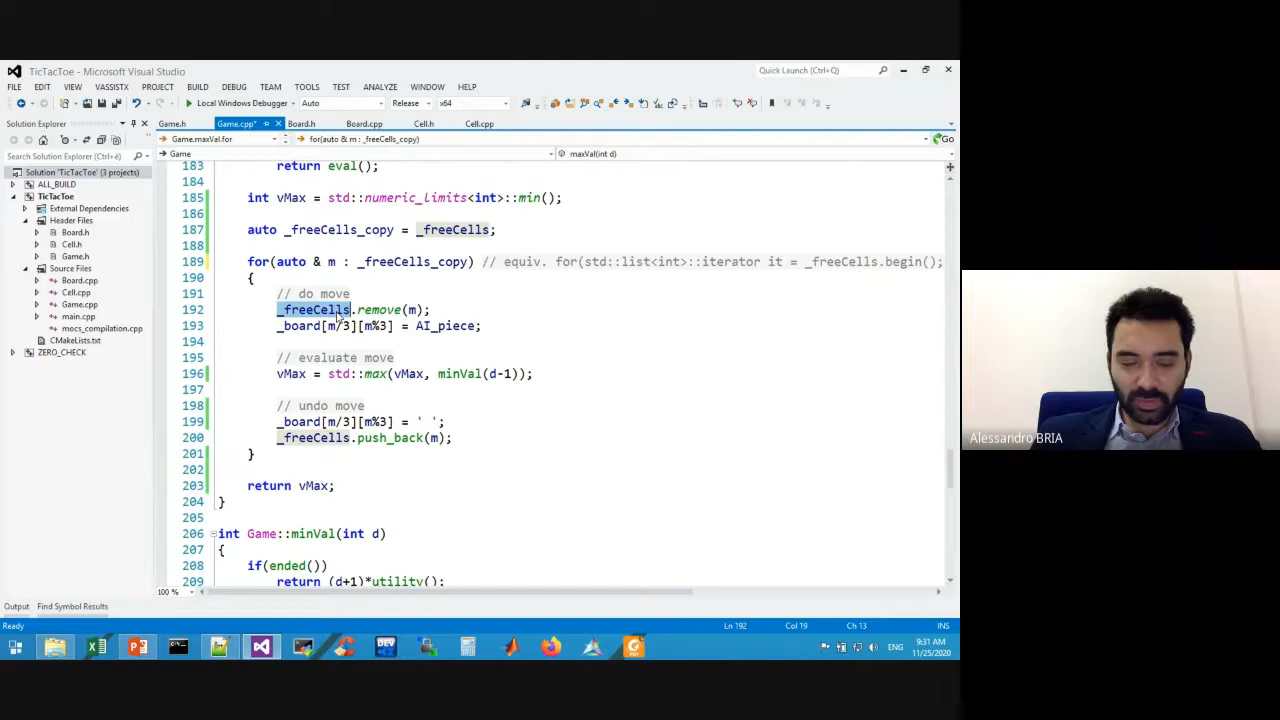 TicTacToe - Microsoft Visual Studio
Quick Launch (Ctrl+Q)
FILE EDIT VIEW VASSISTX PROJECT BUILD DEBUG TEAM TOOLS TEST ANALYZE WINDOW HELP
Local Windows Debugger Auto Release x64
Solution Explorer
Game.h Game.cpp* Board.h Board.cpp Cell.h Cell.cpp
Game.maxVal.for for(auto & m : _freeCells_copy) Go
Game maxVal(int d)
Search Solution Explorer (Ctrl+è)
Solution 'TicTacToe' (3 projects)
ALL_BUILD
TicTacToe
External Dependencies
Header Files
Board.h
Cell.h
Game.h
Source Files
Board.cpp
Cell.cpp
Game.cpp
main.cpp
mocs_compilation.cpp
CMakeLists.txt
ZERO_CHECK
183 return eval();
184
185 int vMax = std::numeric_limits<int>::min();
186
187 auto _freeCells_copy = _freeCells;
188
189 for(auto & m : _freeCells_copy) // equiv. for(std::list<int>::iterator it = _freeCells.begin();
190 {
191 // do move
192 _freeCells.remove(m);
193 _board[m/3][m%3] = AI_piece;
194
195 // evaluate move
196 vMax = std::max(vMax, minVal(d-1));
197
198 // undo move
199 _board[m/3][m%3] = ' ';
200 _freeCells.push_back(m);
201 }
202
203 return vMax;
204 }
205
206 int Game::minVal(int d)
207 {
208 if(ended())
209 return (d+1)*utility();
100 %
Output Find Symbol Results
Ready Ln 192 Col 19 Ch 13 INS
DEV
PDF
ENG
9:31 AM
11/25/2020
Alessandro BRIA